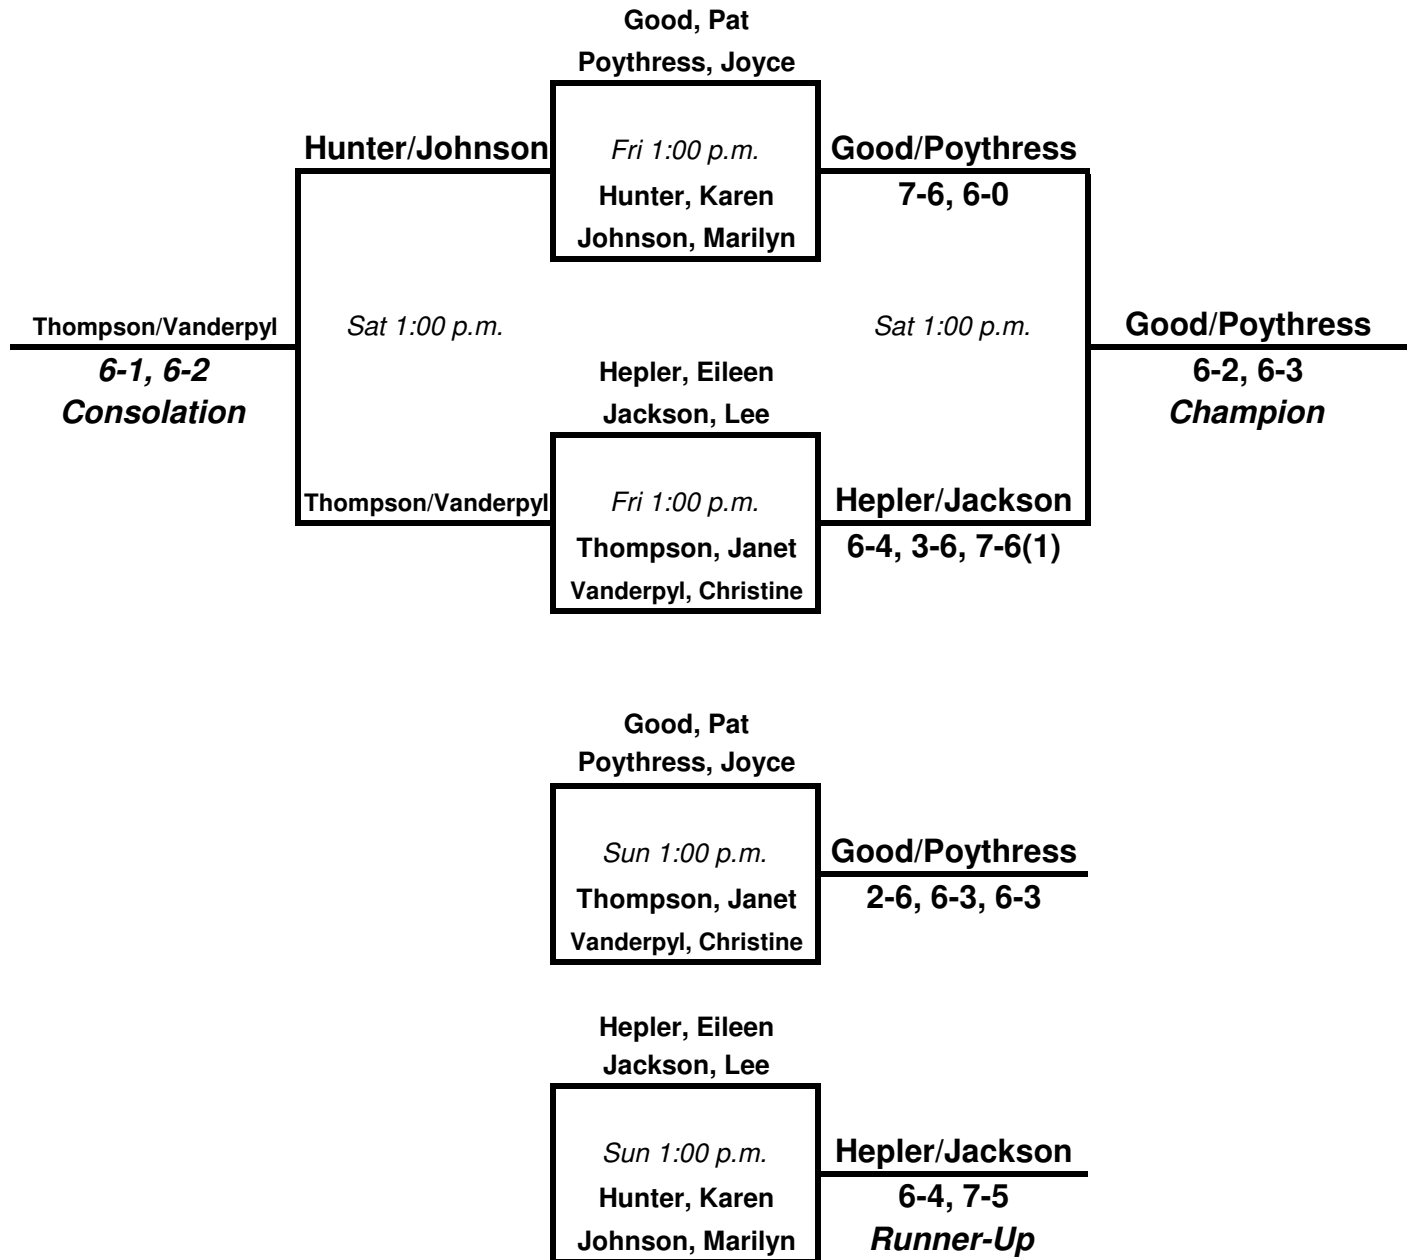 Good, Pat
Poythress, Joyce
Hunter/Johnson
Fri 1:00 p.m.
Good/Poythress
Hunter, Karen
7-6, 6-0
Johnson, Marilyn
Thompson/Vanderpyl
Sat 1:00 p.m.
Sat 1:00 p.m.
Good/Poythress
6-1, 6-2
Hepler, Eileen
6-2, 6-3
Consolation
Jackson, Lee
Champion
Thompson/Vanderpyl
Fri 1:00 p.m.
Hepler/Jackson
Thompson, Janet
6-4, 3-6, 7-6(1)
Vanderpyl, Christine
Good, Pat
Poythress, Joyce
Sun 1:00 p.m.
Good/Poythress
Thompson, Janet
2-6, 6-3, 6-3
Vanderpyl, Christine
Hepler, Eileen
Jackson, Lee
Sun 1:00 p.m.
Hepler/Jackson
Hunter, Karen
6-4, 7-5
Johnson, Marilyn
Runner-Up